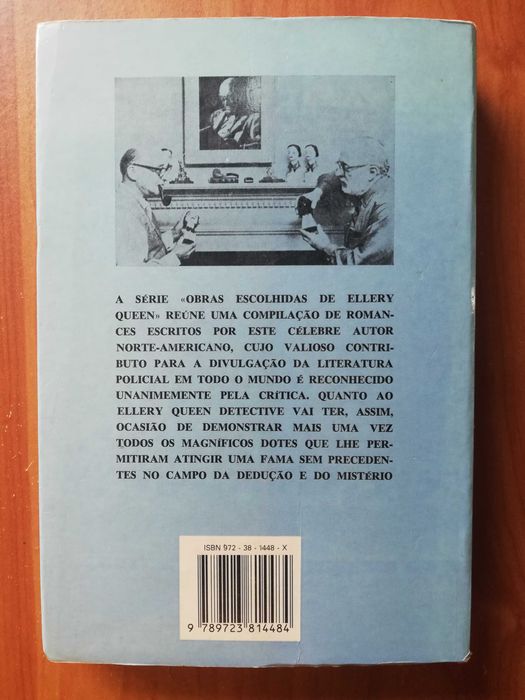 A SÉRIE «OBRAS ESCOLHIDAS DE ELLERY
QUEEN» REÚNE UMA COMPILAÇÃO DE ROMAN-
CES ESCRITOS POR ESTE CÉLEBRE AUTOR
NORTE-AMERICANO, CUJO VALIOSO CONTRI-
BUTO PARA A DIVULGAÇÃO DA LITERATURA
POLICIAL EM TODO O MUNDO É RECONHECIDO
UNANIMEMENTE PELA CRÍTICA. QUANTO AO
ELLERY QUEEN DETECTIVE VAI TER, ASSIM,
OCASIÃO DE DEMONSTRAR MAIS UMA VEZ
TODOS OS MAGNÍFICOS DOTES QUE LHE PER-
MITIRAM ATINGIR UMA FAMA SEM PRECEDEN-
TES NO CAMPO DA DEDUÇÃO E DO MISTÉRIO
ISBN 972 - 38 - 1448 - X
9 789723 814484